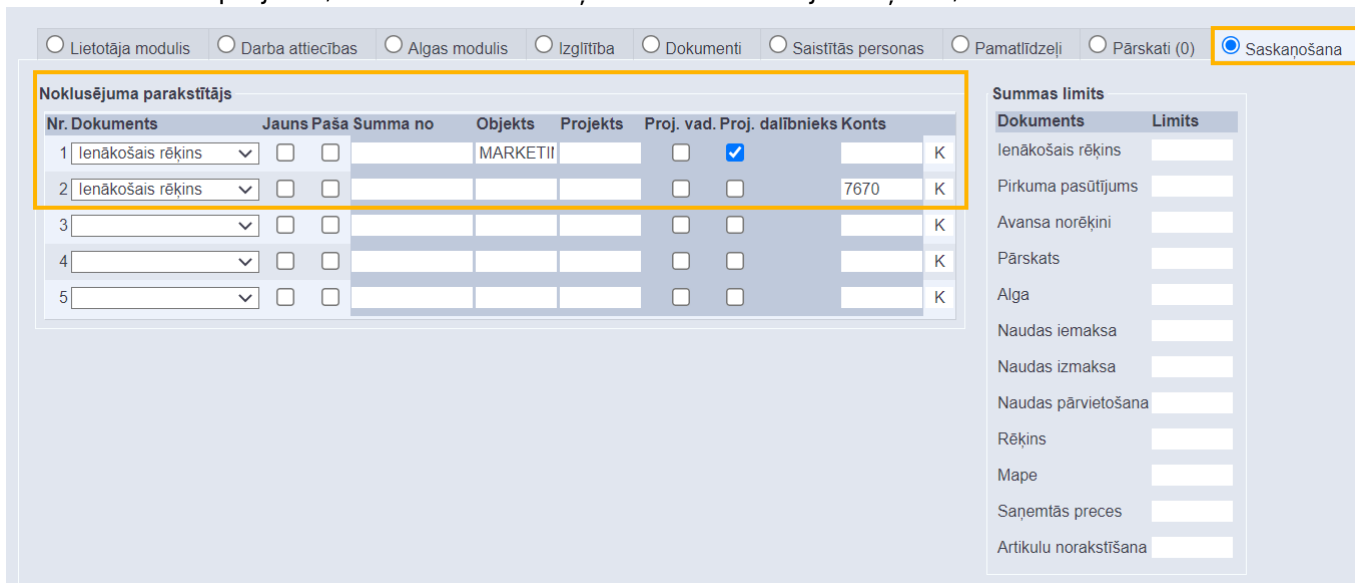 Lietotāja modulis Darba attiecības Algas modulis Izglītība Dokumenti Saistītās personas Pamatlīdzeļi Pārskati (0) Saskaņošana
Noklusējuma parakstītājs
Nr. Dokuments Jauns Paša Summa no Objekts Projekts Proj. vad. Proj. dalībnieks Konts
1 Ienākošais rēķins MARKETI K
2 Ienākošais rēķins 7670 K
3 K
4 K
5 K
Summas limits
Dokuments Limits
Ienākošais rēķins
Pirkuma pasūtījums
Avansa norēķini
Pārskats
Alga
Naudas iemaksa
Naudas izmaksa
Naudas pārvietošana
Rēķins
Mape
Saņemtās preces
Artikulu norakstīšana